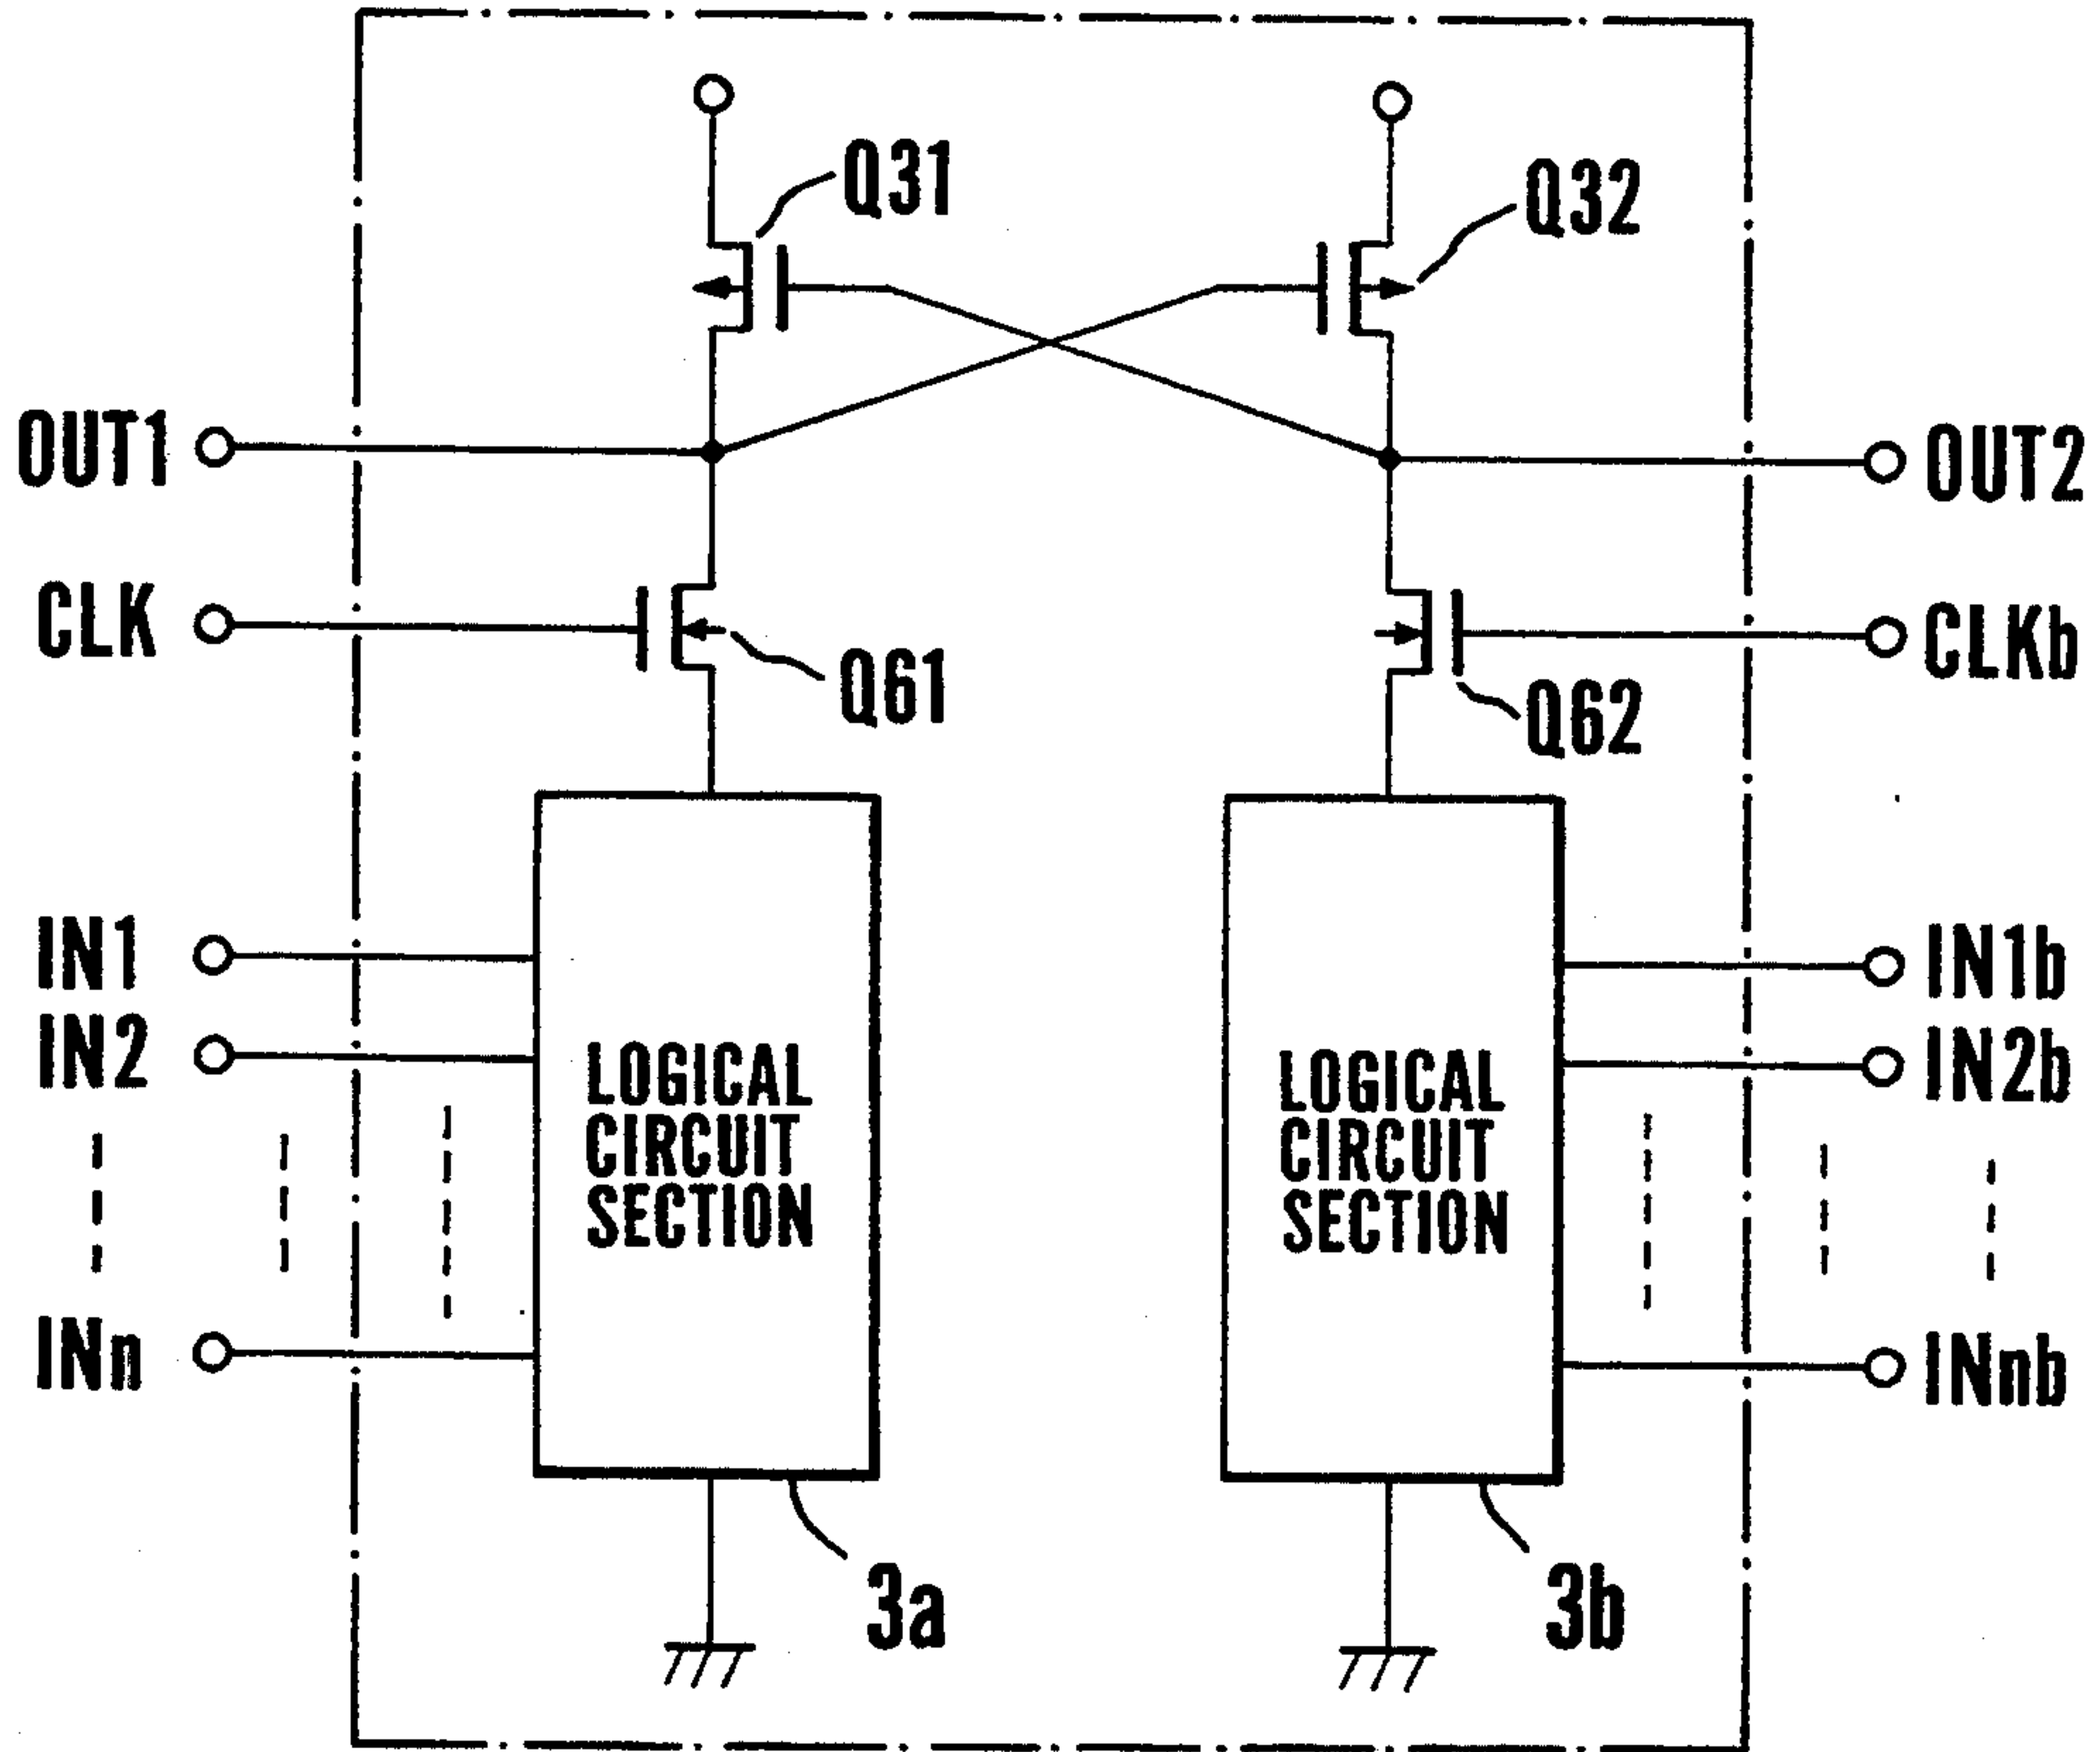 Q31
Q32
OUT1
OUT2
CLK
CLKb
Q61
Q62
IN1
IN1b
IN2
IN2b
LOGICAL
CIRCUIT
SECTION
LOGICAL
CIRCUIT
SECTION
INn
INnb
3a
3b